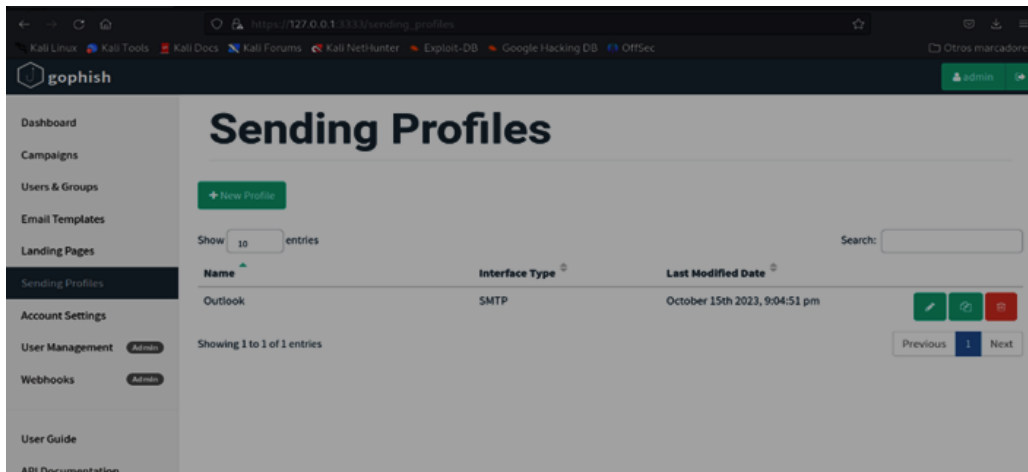 https://127.0.0.1:3333/sending_profiles
Kali Linux Kali Tools Kali Docs Kali Forums Kali NetHunter Exploit-DB Google Hacking DB OffSec Otros marcadore
gophish admin
Dashboard
Campaigns
Users & Groups
Email Templates
Landing Pages
Sending Profiles
Account Settings
User Management Admin
Webhooks Admin
User Guide
API Documentation
Sending Profiles
+ New Profile
Show 10 entries Search:
Name Interface Type Last Modified Date
Outlook SMTP October 15th 2023, 9:04:51 pm
Showing 1 to 1 of 1 entries Previous 1 Next